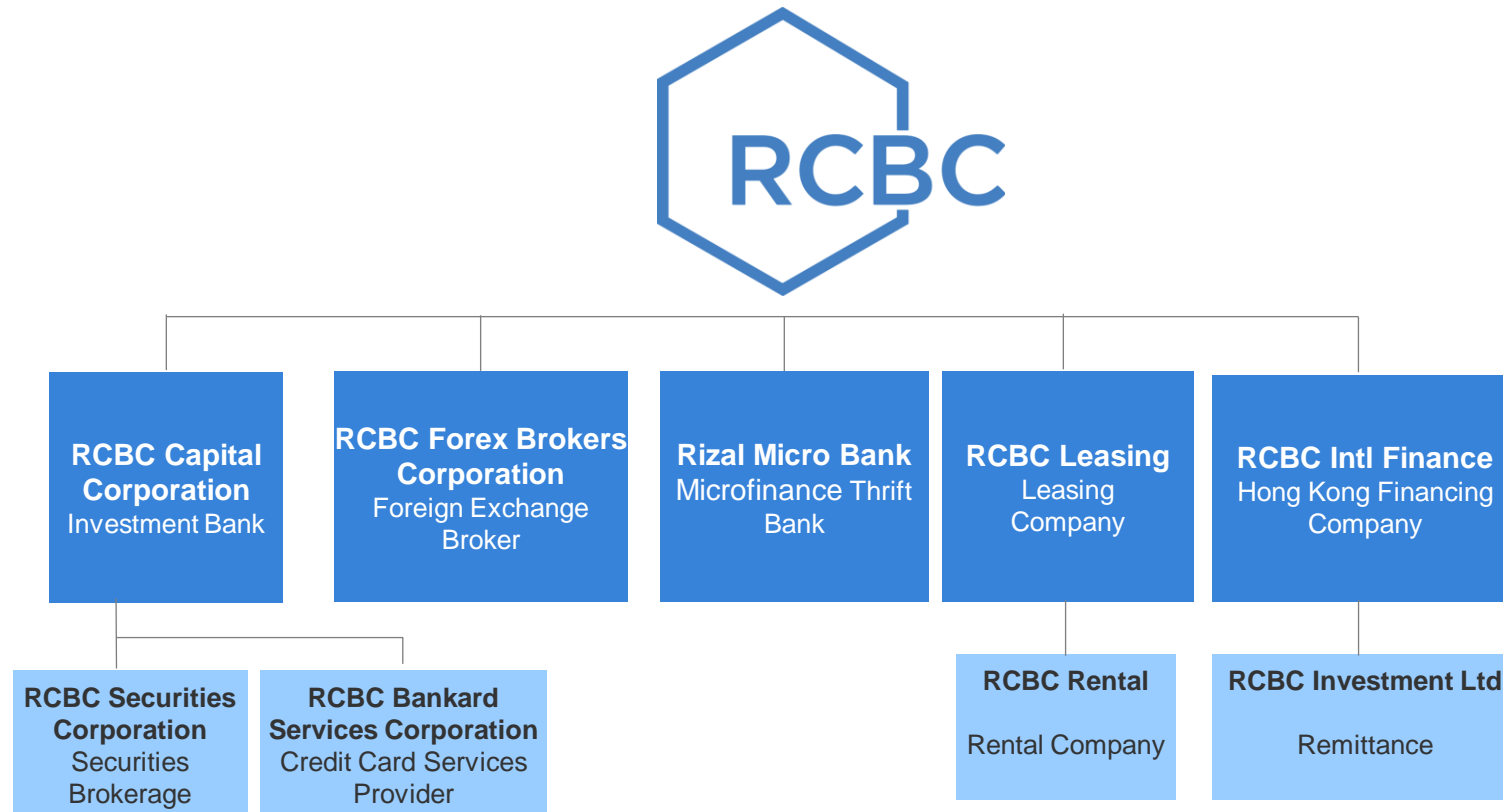 RCBC
RCBC Capital
Corporation
Investment Bank
RCBC Forex Brokers
Corporation
Foreign Exchange
Broker
Rizal Micro Bank
Microfinance Thrift
Bank
RCBC Leasing
Leasing
Company
RCBC Intl Finance
Hong Kong Financing
Company
RCBC Securities
Corporation
Securities
Brokerage
RCBC Bankard
Services Corporation
Credit Card Services
Provider
RCBC Rental
Rental Company
RCBC Investment Ltd
Remittance